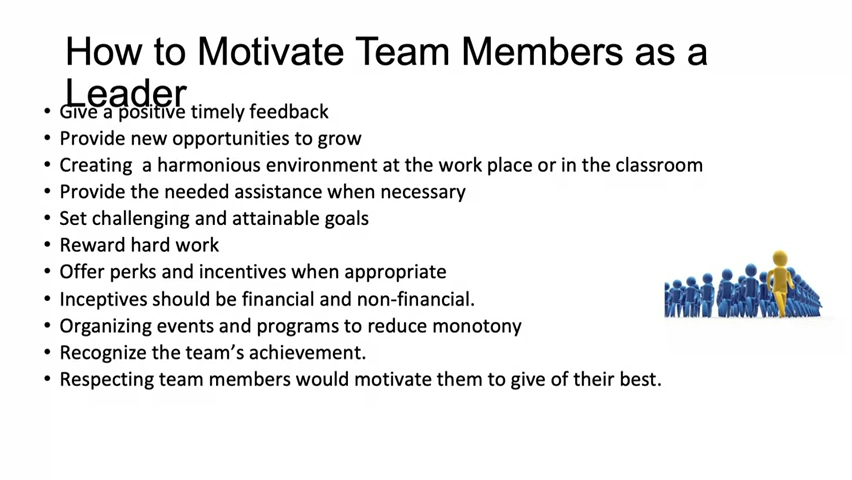 How to Motivate Team Members as a
Leader
• Give a positive timely feedback
• Provide new opportunities to grow
• Creating  a harmonious environment at the work place or in the classroom
• Provide the needed assistance when necessary
• Set challenging and attainable goals
• Reward hard work
• Offer perks and incentives when appropriate
• Inceptives should be financial and non-financial.
• Organizing events and programs to reduce monotony
• Recognize the team’s achievement.
• Respecting team members would motivate them to give of their best.